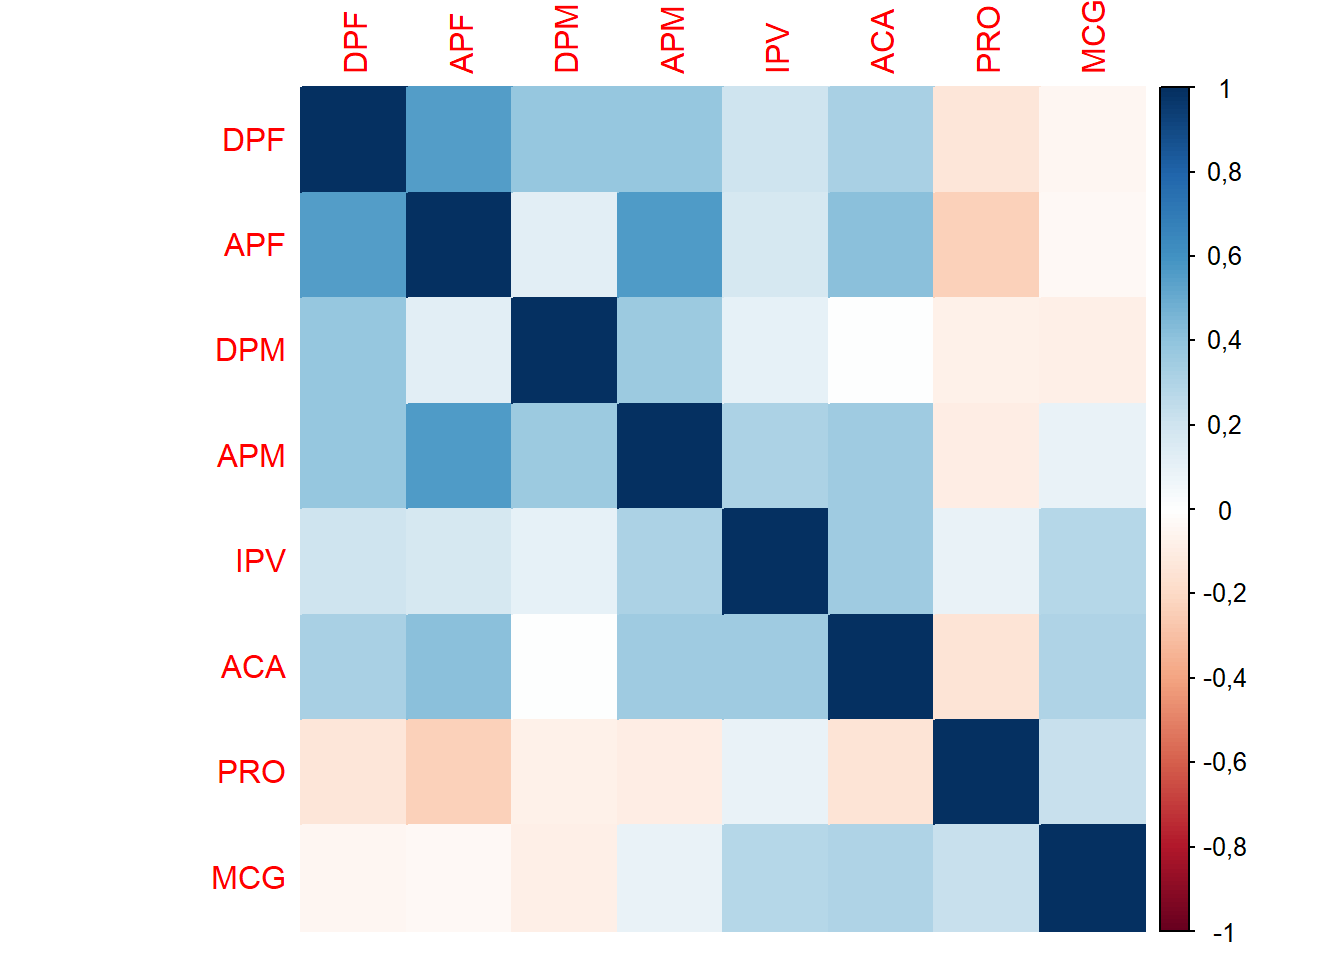 DPF APF DPM APM IPV ACA PRO MCG
DPF
APF
DPM
APM
IPV
ACA
PRO
MCG
1
0,8
0,6
0,4
0,2
0
-0,2
-0,4
-0,6
-0,8
-1